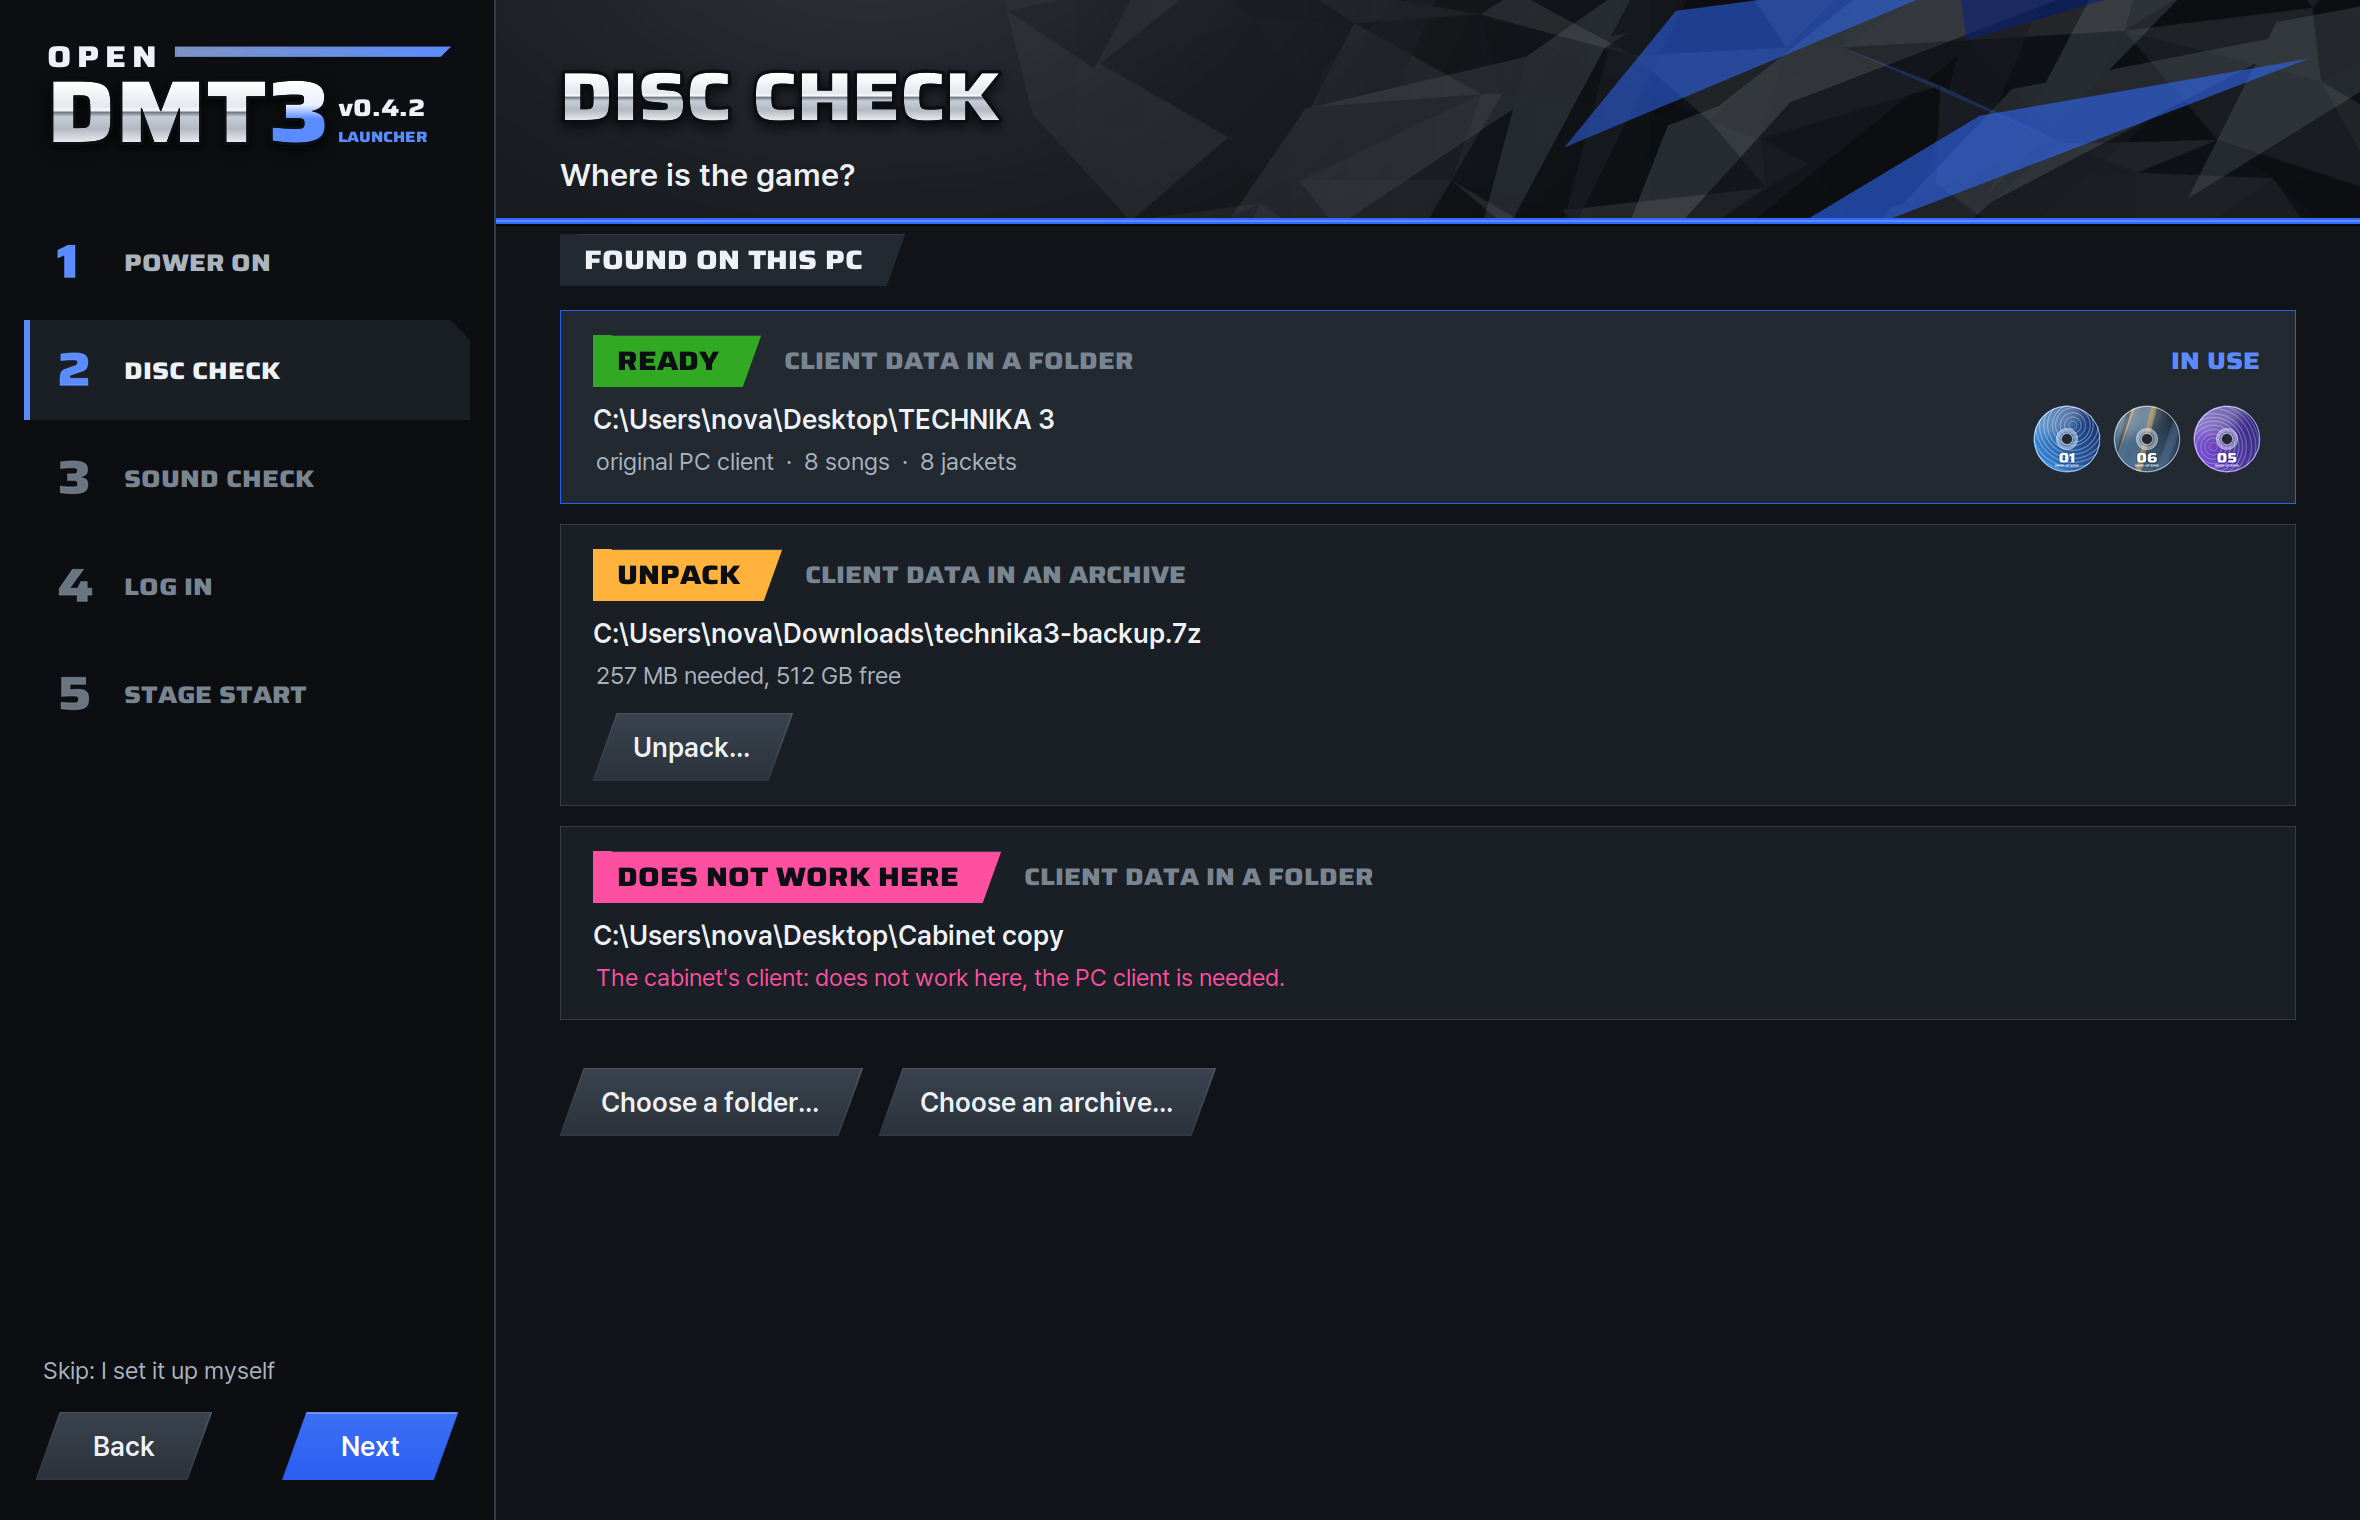 OPEN
DMT3 v0.4.2
LAUNCHER
1 POWER ON
2 DISC CHECK
3 SOUND CHECK
4 LOG IN
5 STAGE START
Skip: I set it up myself
Back Next
DISC CHECK
Where is the game?
FOUND ON THIS PC
READY CLIENT DATA IN A FOLDER IN USE
C:\Users\nova\Desktop\TECHNIKA 3
original PC client · 8 songs · 8 jackets
01 06 05
UNPACK CLIENT DATA IN AN ARCHIVE
C:\Users\nova\Downloads\technika3-backup.7z
257 MB needed, 512 GB free
Unpack...
DOES NOT WORK HERE CLIENT DATA IN A FOLDER
C:\Users\nova\Desktop\Cabinet copy
The cabinet's client: does not work here, the PC client is needed.
Choose a folder... Choose an archive...